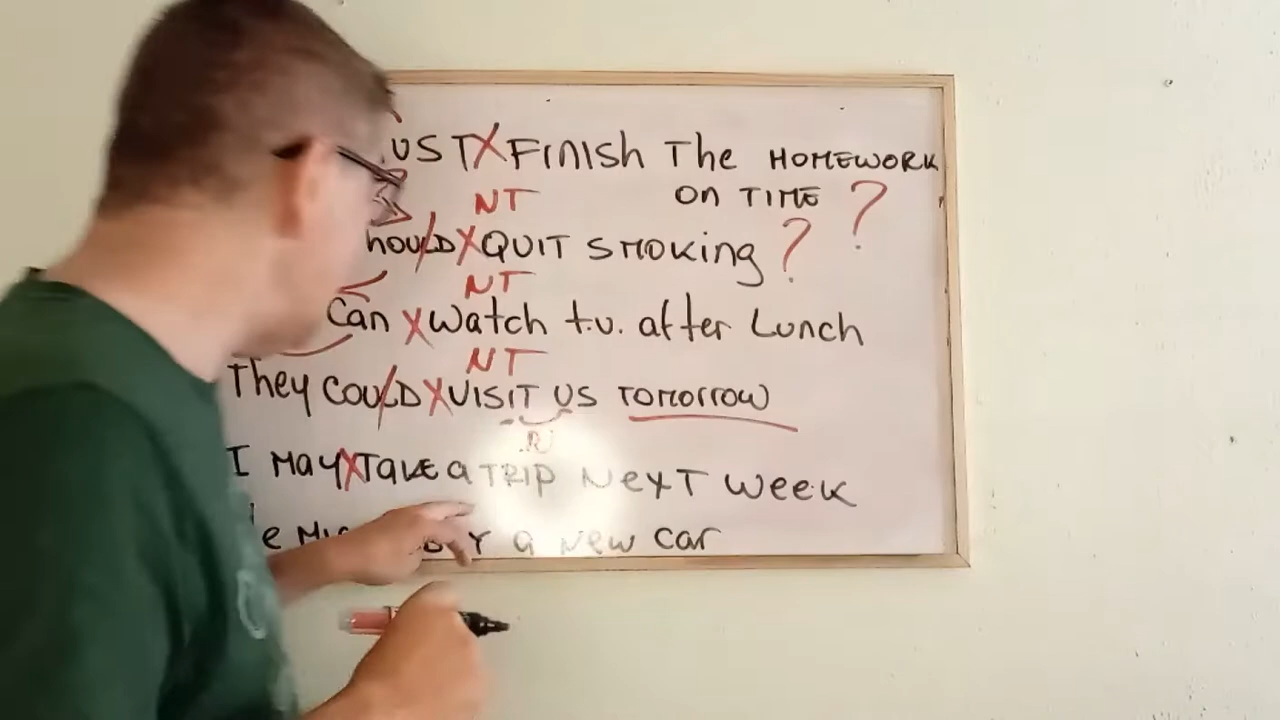 UST X FINISH THE HOMEWORK
NT ON TIME ?
HOULD X QUIT SMOKING ?
NT
Can X Watch t.v. after Lunch
NT
They COULD X VISIT US TOMORROW
I MAY X TAKE a TRIP NEXT WEEK
a New car